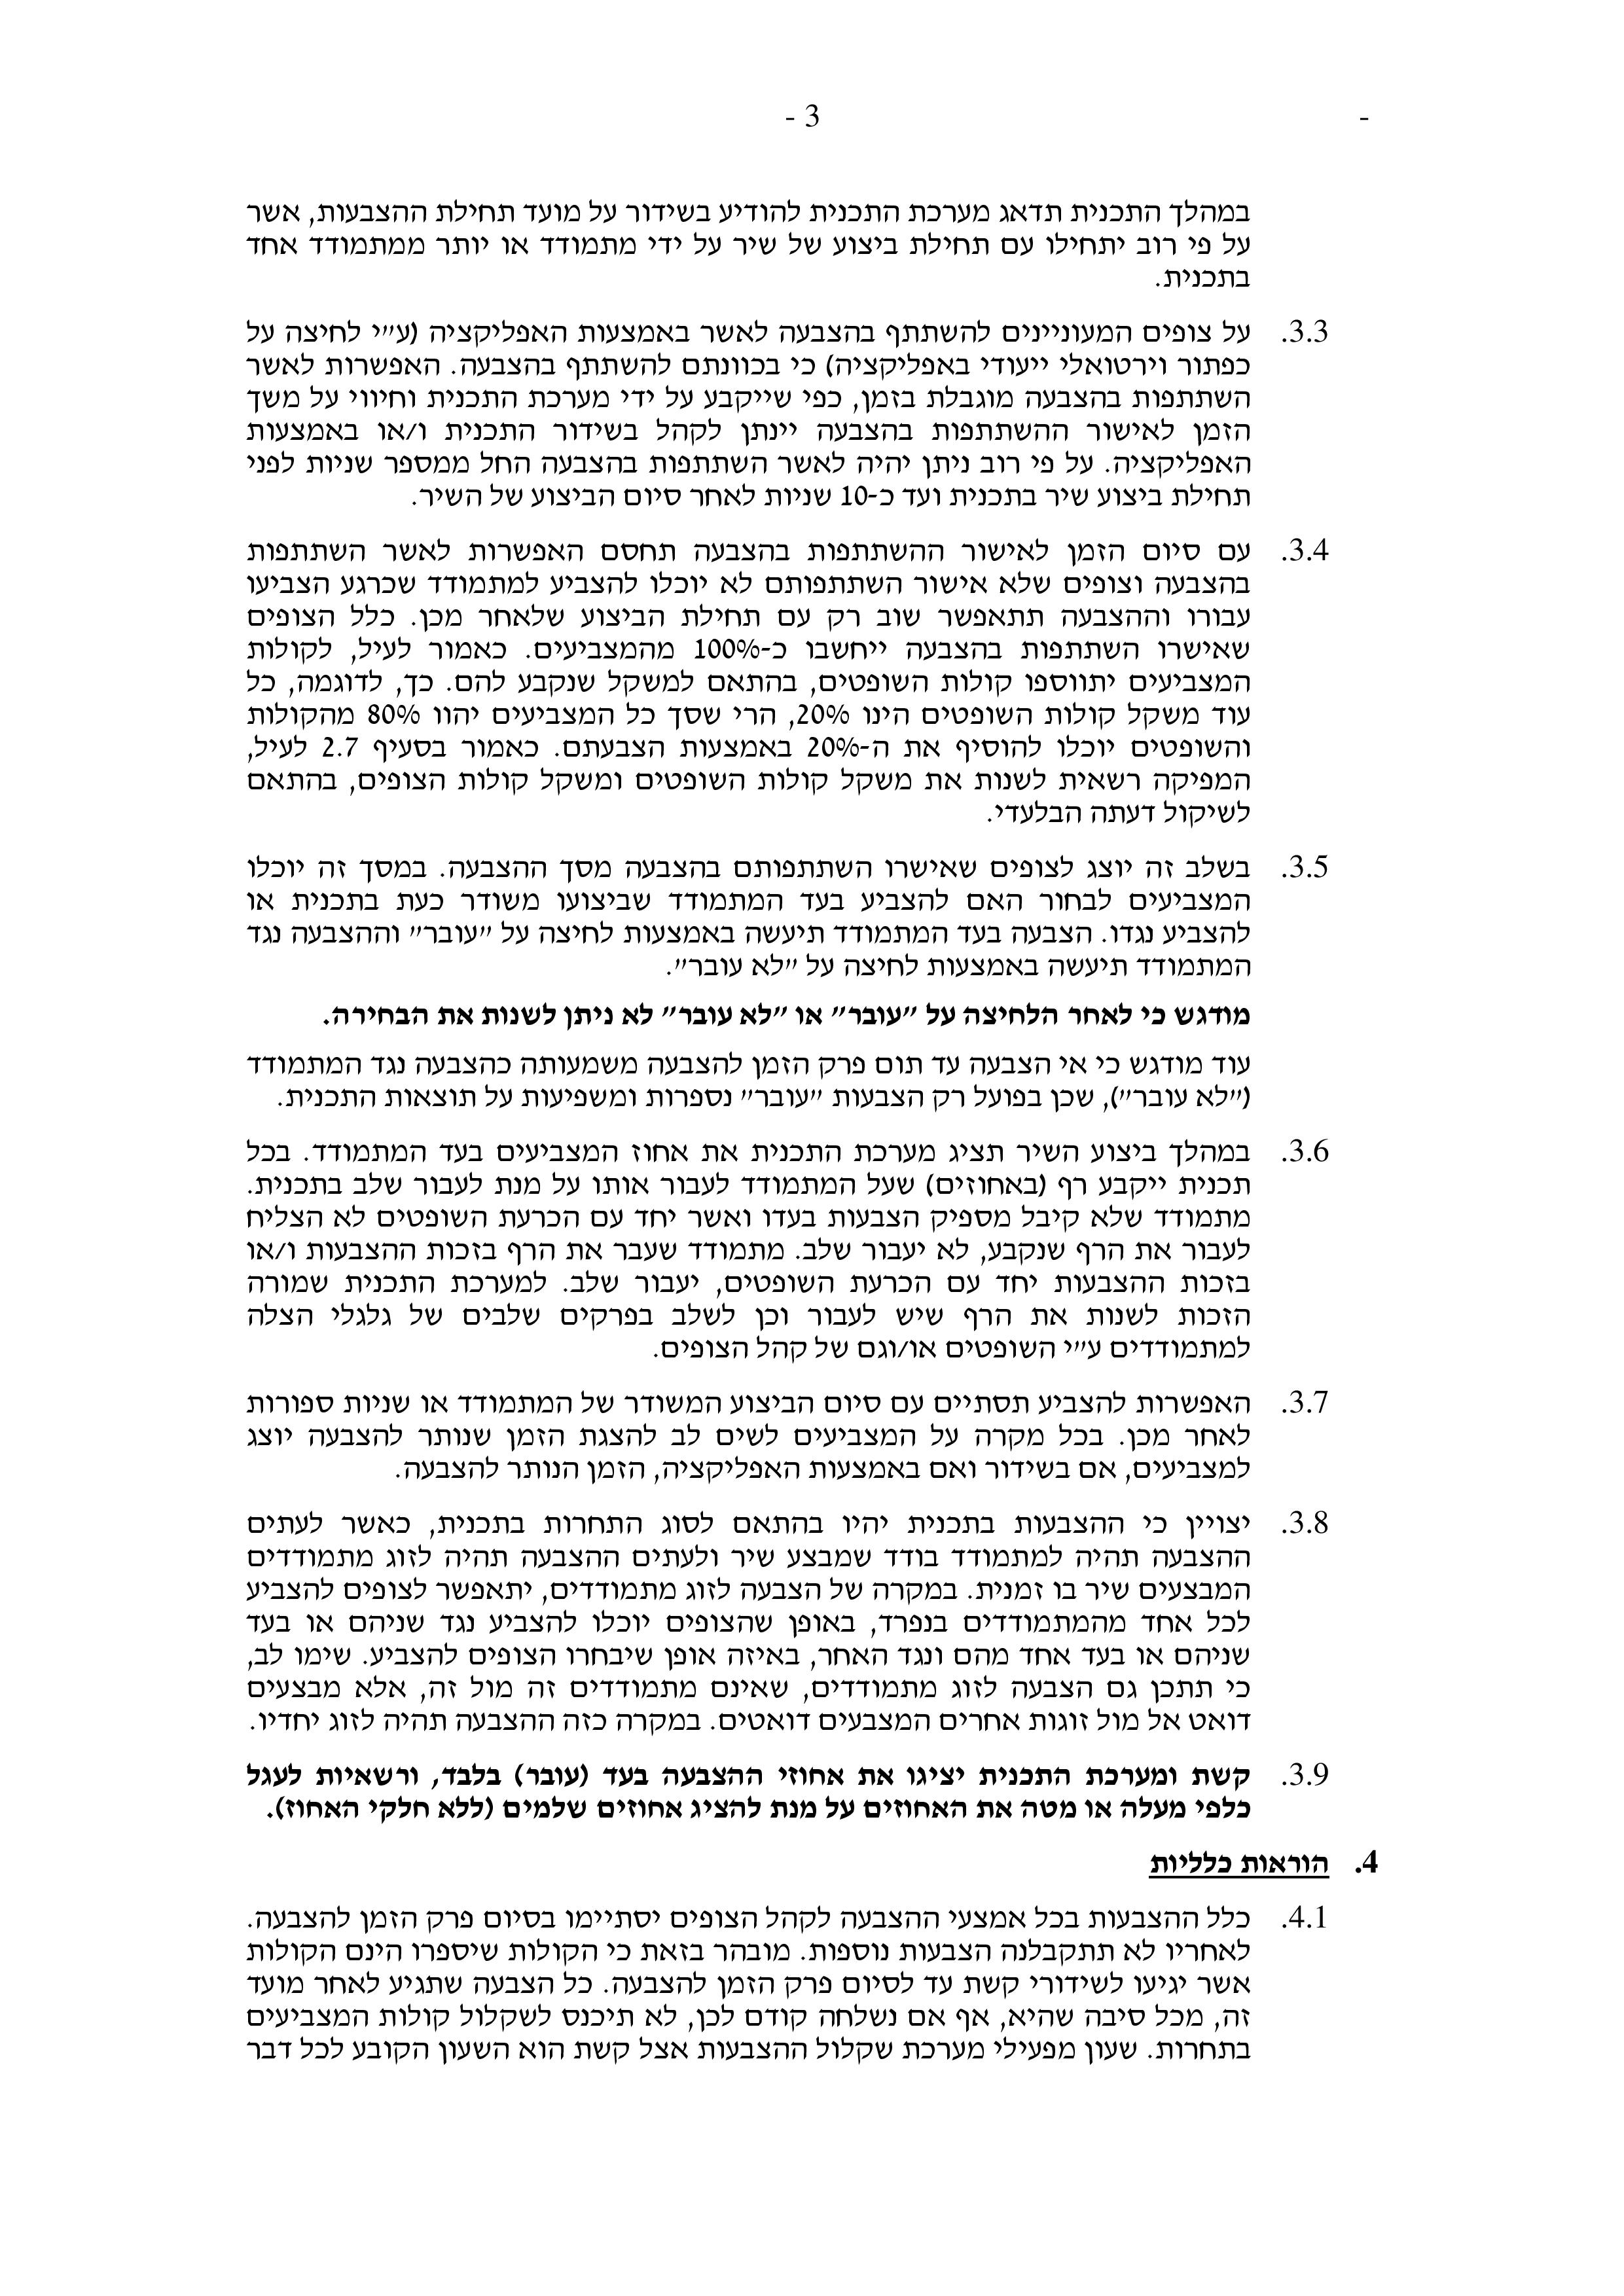 - 3 -
במהלך התכנית תדאג מערכת התכנית להודיע בשידור על מועד תחילת ההצבעות, אשר
על פי רוב יתחילו עם תחילת ביצוע של שיר על ידי מתמודד או יותר ממתמודד אחד
בתכנית.
3.3. על צופים המעוניינים להשתתף בהצבעה לאשר באמצעות האפליקציה (ע״י לחיצה על
כפתור וירטואלי ייעודי באפליקציה) כי בכוונתם להשתתף בהצבעה. האפשרות לאשר
השתתפות בהצבעה מוגבלת בזמן, כפי שייקבע על ידי מערכת התכנית וחיווי על משך
הזמן לאישור ההשתתפות בהצבעה יינתן לקהל בשידור התכנית ו/או באמצעות
האפליקציה. על פי רוב ניתן יהיה לאשר השתתפות בהצבעה החל ממספר שניות לפני
תחילת ביצוע שיר בתכנית ועד כ-10 שניות לאחר סיום הביצוע של השיר.
3.4. עם סיום הזמן לאישור ההשתתפות בהצבעה תחסם האפשרות לאשר השתתפות
בהצבעה וצופים שלא אישור השתתפותם לא יוכלו להצביע למתמודד שכרגע הצביעו
עבורו וההצבעה תתאפשר שוב רק עם תחילת הביצוע שלאחר מכן. כלל הצופים
שאישרו השתתפות בהצבעה ייחשבו כ-100% מהמצביעים. כאמור לעיל, לקולות
המצביעים יתווספו קולות השופטים, בהתאם למשקל שנקבע להם. כך, לדוגמה, כל
עוד משקל קולות השופטים הינו 20%, הרי שסך כל המצביעים יהוו 80% מהקולות
והשופטים יוכלו להוסיף את ה-20% באמצעות הצבעתם. כאמור בסעיף 2.7 לעיל,
המפיקה רשאית לשנות את משקל קולות השופטים ומשקל קולות הצופים, בהתאם
לשיקול דעתה הבלעדי.
3.5. בשלב זה יוצג לצופים שאישרו השתתפותם בהצבעה מסך ההצבעה. במסך זה יוכלו
המצביעים לבחור האם להצביע בעד המתמודד שביצועו משודר כעת בתכנית או
להצביע נגדו. הצבעה בעד המתמודד תיעשה באמצעות לחיצה על ״עובר״ וההצבעה נגד
המתמודד תיעשה באמצעות לחיצה על ״לא עובר״.
מודגש כי לאחר הלחיצה על ״עובר״ או ״לא עובר״ לא ניתן לשנות את הבחירה.
עוד מודגש כי אי הצבעה עד תום פרק הזמן להצבעה משמעותה כהצבעה נגד המתמודד
(״לא עובר״), שכן בפועל רק הצבעות ״עובר״ נספרות ומשפיעות על תוצאות התכנית.
3.6. במהלך ביצוע השיר תציג מערכת התכנית את אחוז המצביעים בעד המתמודד. בכל
תכנית ייקבע רף (באחוזים) שעל המתמודד לעבור אותו על מנת לעבור שלב בתכנית.
מתמודד שלא קיבל מספיק הצבעות בעדו ואשר יחד עם הכרעת השופטים לא הצליח
לעבור את הרף שנקבע, לא יעבור שלב. מתמודד שעבר את הרף בזכות ההצבעות ו/או
בזכות ההצבעות יחד עם הכרעת השופטים, יעבור שלב. למערכת התכנית שמורה
הזכות לשנות את הרף שיש לעבור וכן לשלב בפרקים שלבים של גלגלי הצלה
למתמודדים ע״י השופטים או/וגם של קהל הצופים.
3.7. האפשרות להצביע תסתיים עם סיום הביצוע המשודר של המתמודד או שניות ספורות
לאחר מכן. בכל מקרה על המצביעים לשים לב להצגת הזמן שנותר להצבעה יוצג
למצביעים, אם בשידור ואם באמצעות האפליקציה, הזמן הנותר להצבעה.
3.8. יצויין כי ההצבעות בתכנית יהיו בהתאם לסוג התחרות בתכנית, כאשר לעתים
ההצבעה תהיה למתמודד בודד שמבצע שיר ולעתים ההצבעה תהיה לזוג מתמודדים
המבצעים שיר בו זמנית. במקרה של הצבעה לזוג מתמודדים, יתאפשר לצופים להצביע
לכל אחד מהמתמודדים בנפרד, באופן שהצופים יוכלו להצביע נגד שניהם או בעד
שניהם או בעד אחד מהם ונגד האחר, באיזה אופן שיבחרו הצופים להצביע. שימו לב,
כי תתכן גם הצבעה לזוג מתמודדים, שאינם מתמודדים זה מול זה, אלא מבצעים
דואט אל מול זוגות אחרים המצבעים דואטים. במקרה כזה ההצבעה תהיה לזוג יחדיו.
3.9. קשת ומערכת התכנית יציגו את אחוזי ההצבעה בעד (עובר) בלבד, ורשאיות לעגל
כלפי מעלה או מטה את האחוזים על מנת להציג אחוזים שלמים (ללא חלקי האחוז).
4. הוראות כלליות
4.1. כלל ההצבעות בכל אמצעי ההצבעה לקהל הצופים יסתיימו בסיום פרק הזמן להצבעה.
לאחריו לא תתקבלנה הצבעות נוספות. מובהר בזאת כי הקולות שיספרו הינם הקולות
אשר יגיעו לשידורי קשת עד לסיום פרק הזמן להצבעה. כל הצבעה שתגיע לאחר מועד
זה, מכל סיבה שהיא, אף אם נשלחה קודם לכן, לא תיכנס לשקלול קולות המצביעים
בתחרות. שעון מפעילי מערכת שקלול ההצבעות אצל קשת הוא השעון הקובע לכל דבר